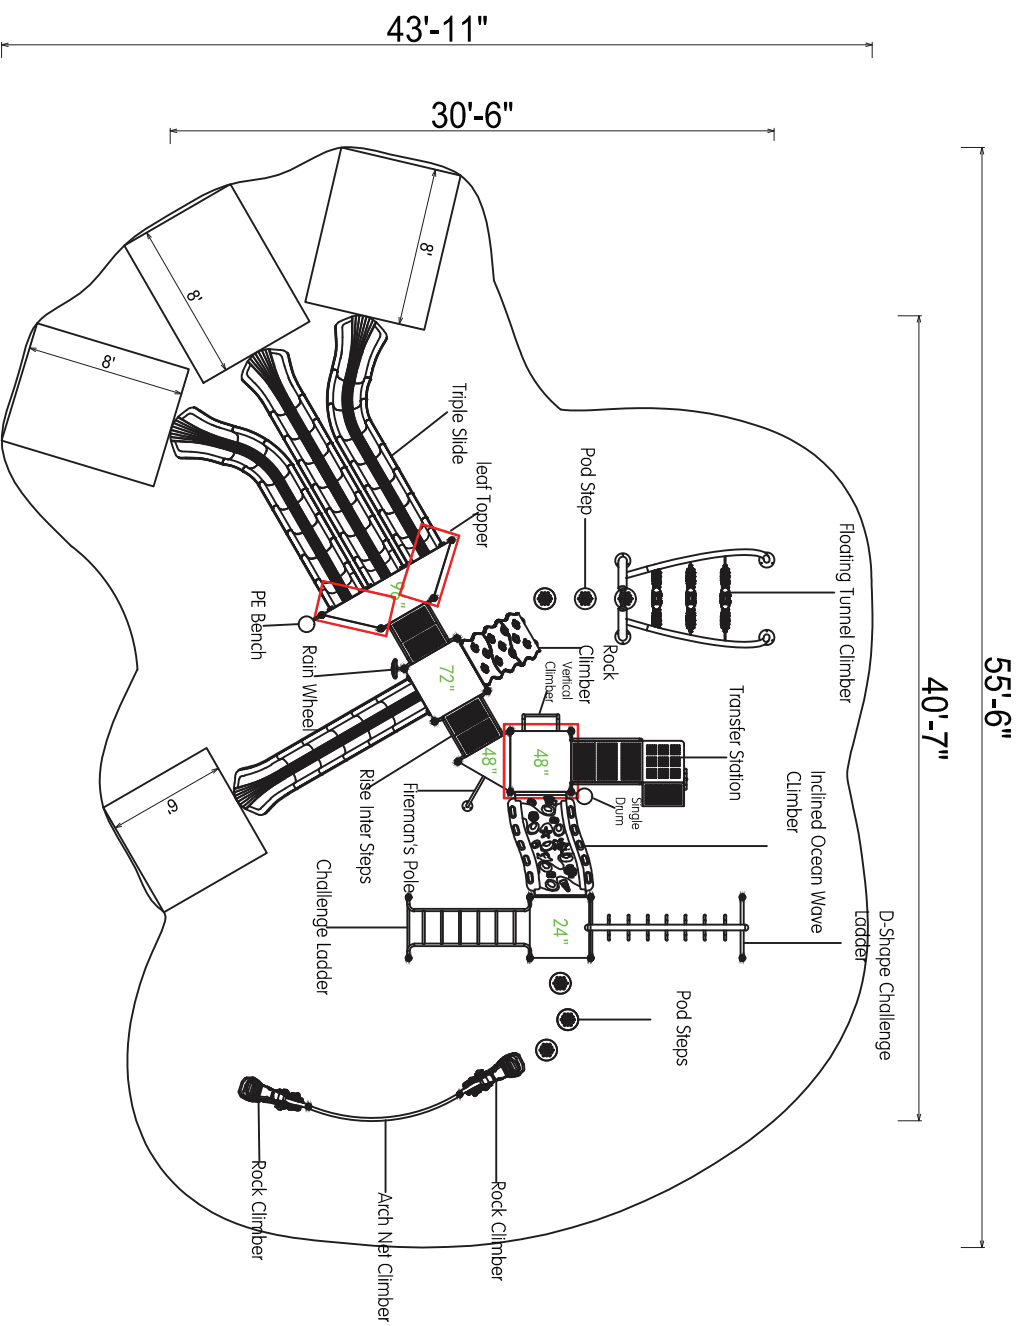 43'-11"
30'-6"
55'-6"
40'-7"
8'
8'
8'
9'
Triple Slide
leaf Topper
Pod Step
Floating Tunnel Climber
PE Bench
Rain Wheel
96"
72"
48"
48"
24"
Rock
Climber
Vertical
Climber
Transfer Station
Single
Drum
Inclined Ocean Wave
CLimber
Rise Inter Steps
Fireman's Pole
Challenge Ladder
D-Shape Challenge
Ladder
Pod Steps
Rock Climber
Arch Net Climber
Rock Climber